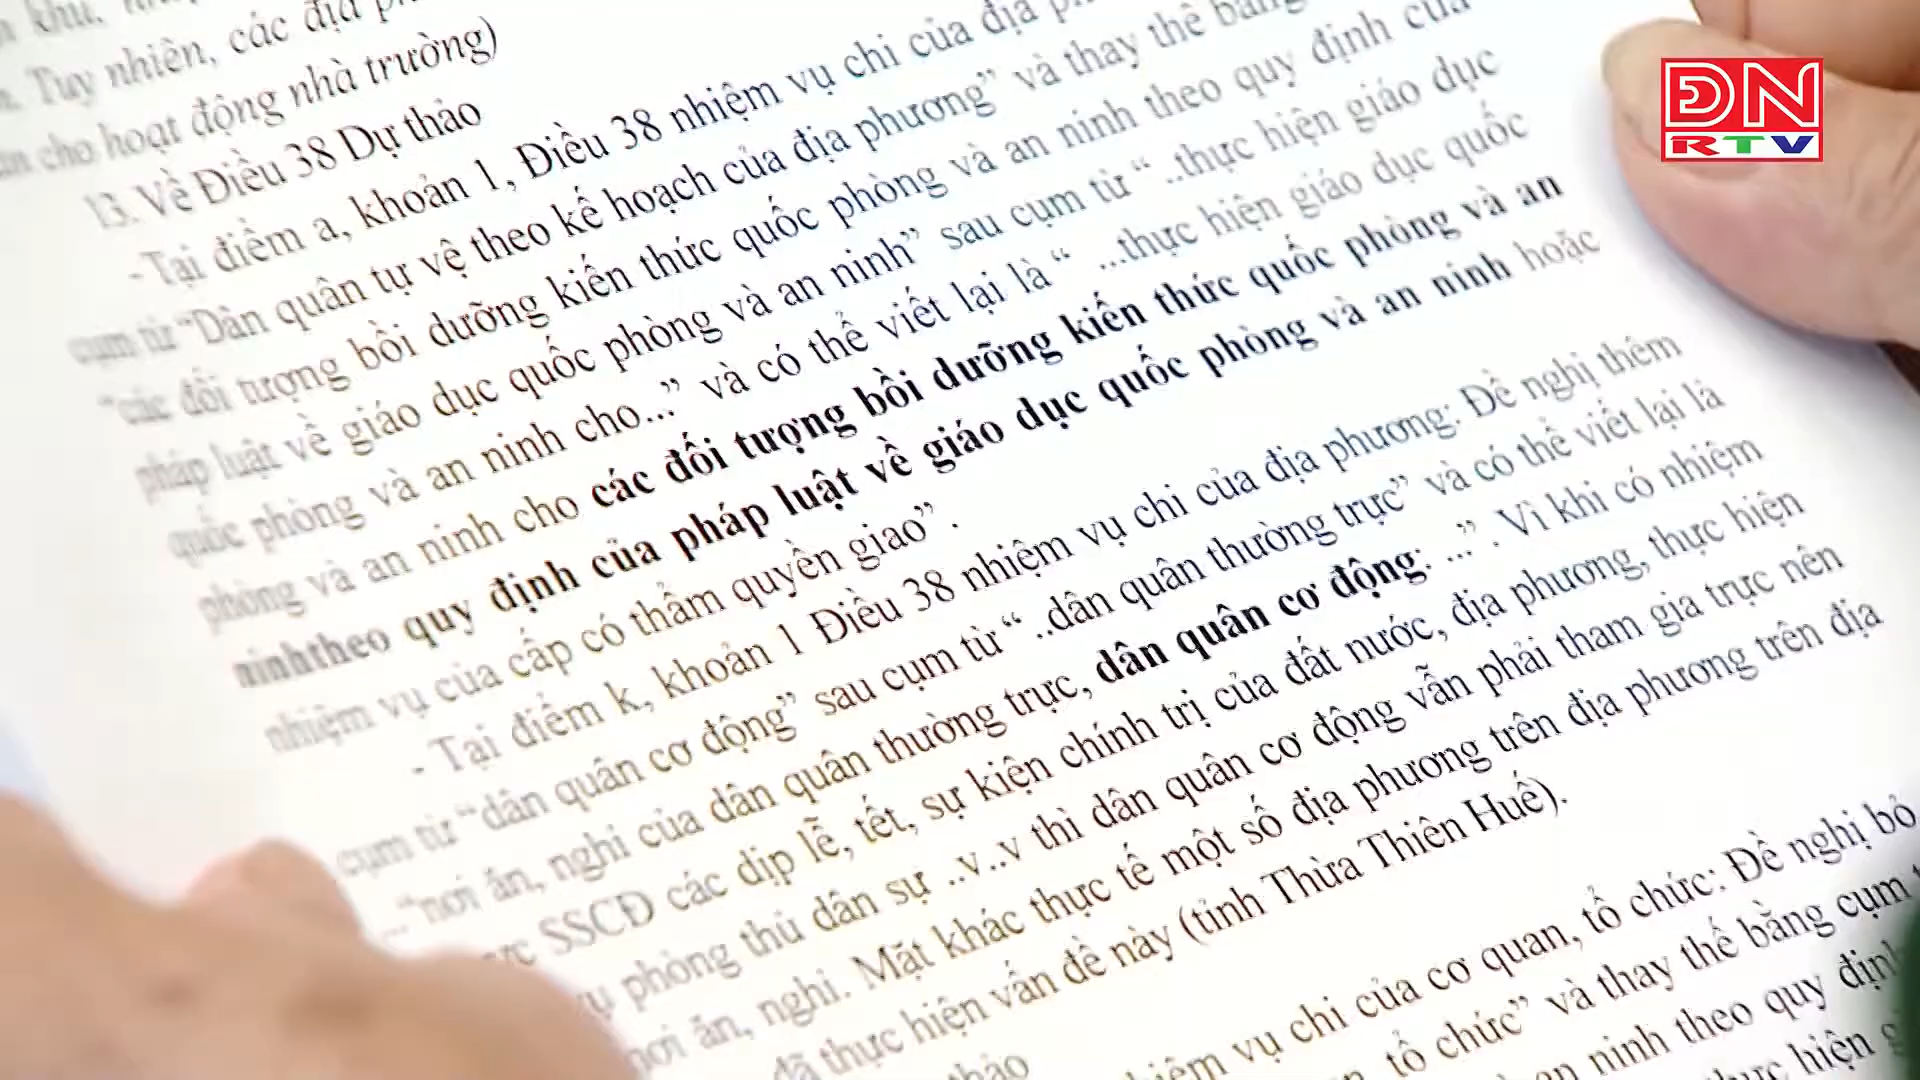 Tuy nhiên, các địa
cho hoạt động nhà trường)
13. Về Điều 38 Dự thảo
-Tại điểm a, khoản 1, Điều 38 nhiệm vụ chi của địa
cụm từ “Dân quân tự vệ theo kế hoạch của địa phương” và thay thế bằng
“các đối tượng bồi dưỡng kiến thức quốc phòng và an ninh theo quy định của
pháp luật về giáo dục quốc phòng và an ninh” sau cụm từ “ ..thực hiện giáo dục
quốc phòng và an ninh cho...” và có thể viết lại là “ ...thực hiện giáo dục quốc
phòng và an ninh cho các đối tượng bồi dưỡng kiến thức quốc phòng và an
ninhtheo quy định của pháp luật về giáo dục quốc phòng và an ninh hoặc
nhiệm vụ của cấp có thẩm quyền giao”.
- Tại điểm k, khoản 1 Điều 38 nhiệm vụ chi của địa phương: Đề nghị thêm
cụm từ “dân quân cơ động” sau cụm từ “ ..dân quân thường trực” và có thể viết lại là
...“nơi ăn, nghỉ của dân quân thường trực, dân quân cơ động: ...”. Vì khi có nhiệm
SSCĐ các dịp lễ, tết, sự kiện chính trị của đất nước, địa phương, thực hiện
phòng thủ dân sự ..v..v thì dân quân cơ động vẫn phải tham gia trực nên
nơi ăn, nghỉ. Mặt khác thực tế một số địa phương trên địa phương trên địa
đã thực hiện vấn đề này (tỉnh Thừa Thiên Huế).
thảo
vụ chi của cơ quan, tổ chức: Đề nghị bỏ
tổ chức” và thay thế bằng cụm
an ninh theo quy định
thực hiện
ĐN
RTV